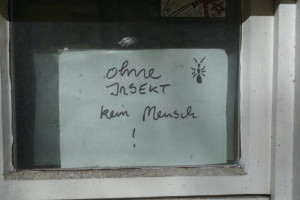 ohne
INSEKT
kein Mensch
!